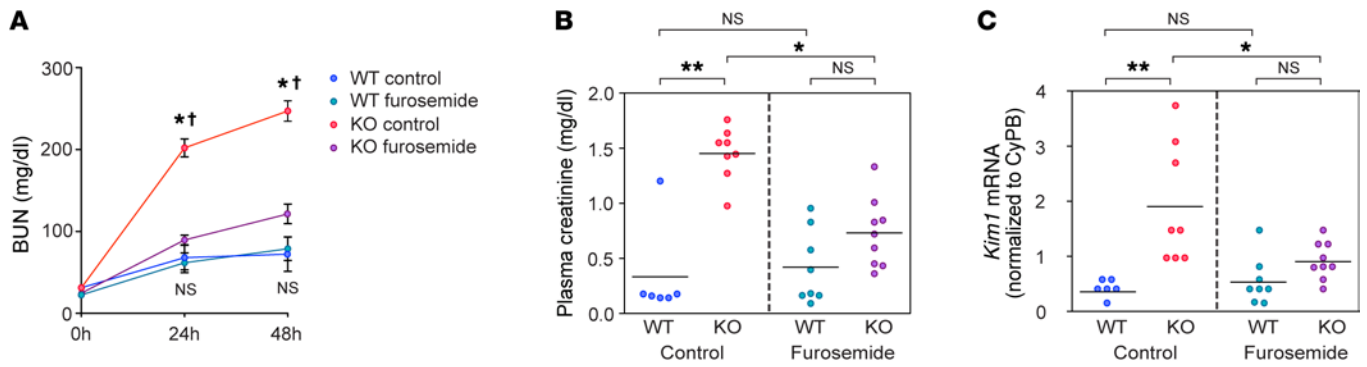 A
BUN (mg/dl)
300
200
100
0
0h
24h
48h
*†
*†
NS
NS
WT control
WT furosemide
KO control
KO furosemide
B
NS
*
**
NS
Plasma creatinine (mg/dl)
2.0
1.5
1.0
0.5
0.0
WT
KO
WT
KO
Control
Furosemide
C
NS
*
**
NS
Kim1 mRNA
(normalized to CyPB)
4
3
2
1
0
WT
KO
WT
KO
Control
Furosemide